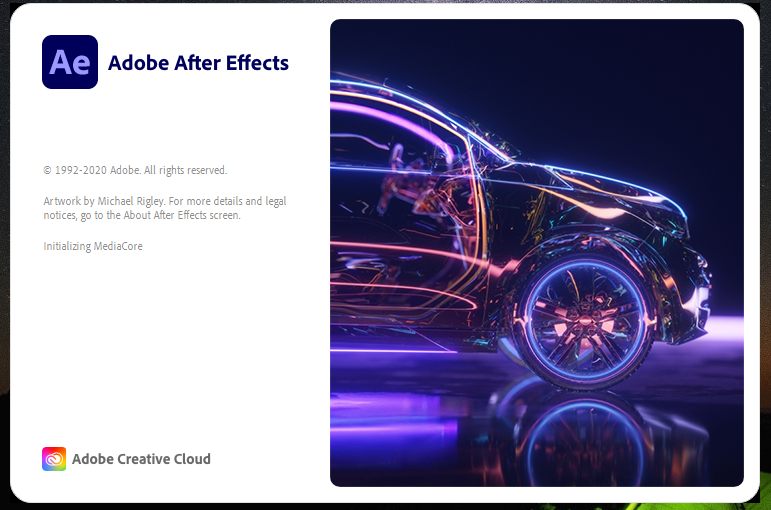 Ae Adobe After Effects
© 1992-2020 Adobe. All rights reserved.
Artwork by Michael Rigley. For more details and legal
notices, go to the About After Effects screen.
Initializing MediaCore
Adobe Creative Cloud